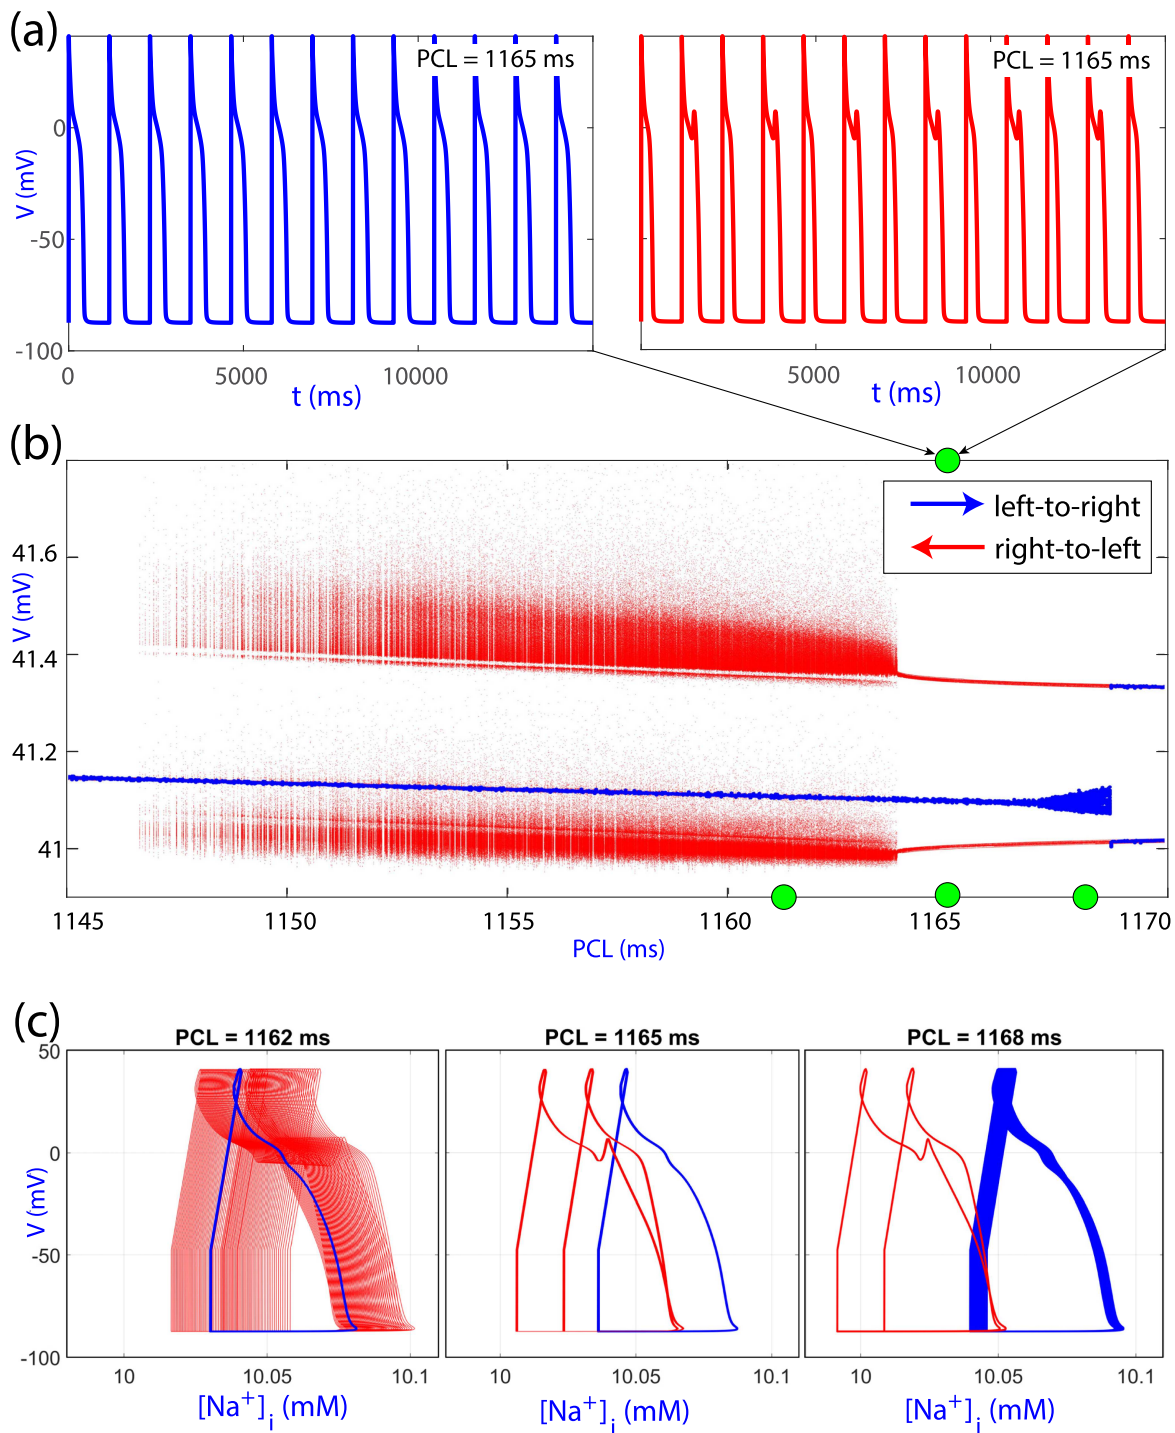 (a)
PCL = 1165 ms
PCL = 1165 ms
0
-50
-100
V (mV)
0
5000
10000
t (ms)
5000
10000
t (ms)
(b)
left-to-right
right-to-left
41.6
41.4
41.2
41
V (mV)
1145
1150
1155
1160
1165
1170
PCL (ms)
(c)
PCL = 1162 ms
PCL = 1165 ms
PCL = 1168 ms
50
0
-50
-100
V (mV)
10
10.05
10.1
10
10.05
10.1
10
10.05
10.1
[Na⁺]ᵢ (mM)
[Na⁺]ᵢ (mM)
[Na⁺]ᵢ (mM)